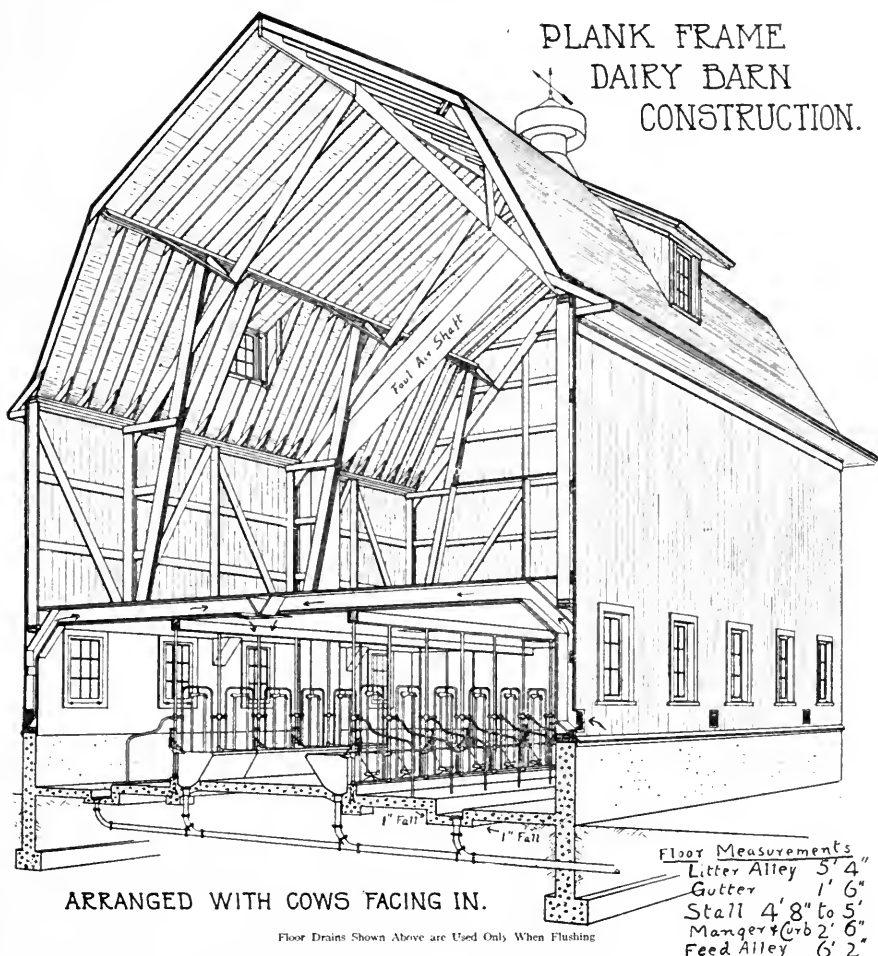 PLANK FRAME
DAIRY BARN
CONSTRUCTION.
Foul Air Shaft
1" Fall
1" Fall
Floor Measurements
Litter Alley 5' 4"
Gutter 1' 6"
Stall 4' 8" to 5'
Manger & Curb 2' 6"
Feed Alley 6' 2"
ARRANGED WITH COWS FACING IN.
Floor Drains Shown Above are Used Only When Flushing